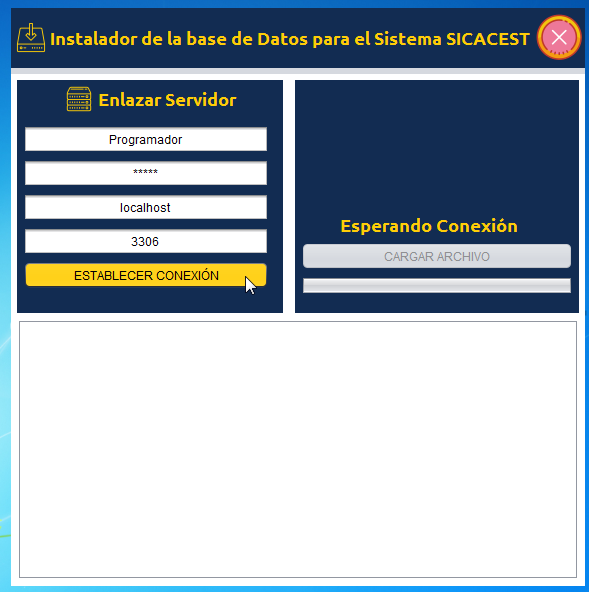 Instalador de la base de Datos para el Sistema SICACEST
Enlazar Servidor
Programador
*****
localhost
3306
ESTABLECER CONEXIÓN
Esperando Conexión
CARGAR ARCHIVO